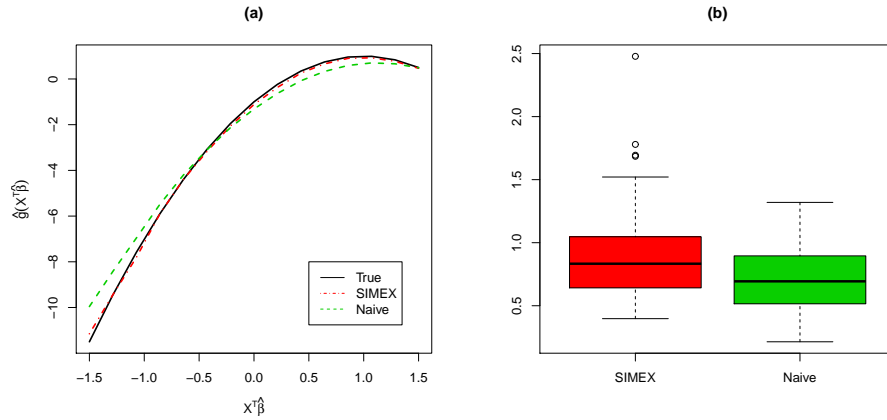 (a)
0
−2
−4
−6
−8
−10
ĝ(Xᵀβ̂)
True
SIMEX
Naive
−1.5 −1.0 −0.5 0.0 0.5 1.0 1.5
Xᵀβ̂
(b)
2.5
2.0
1.5
1.0
0.5
SIMEX Naive